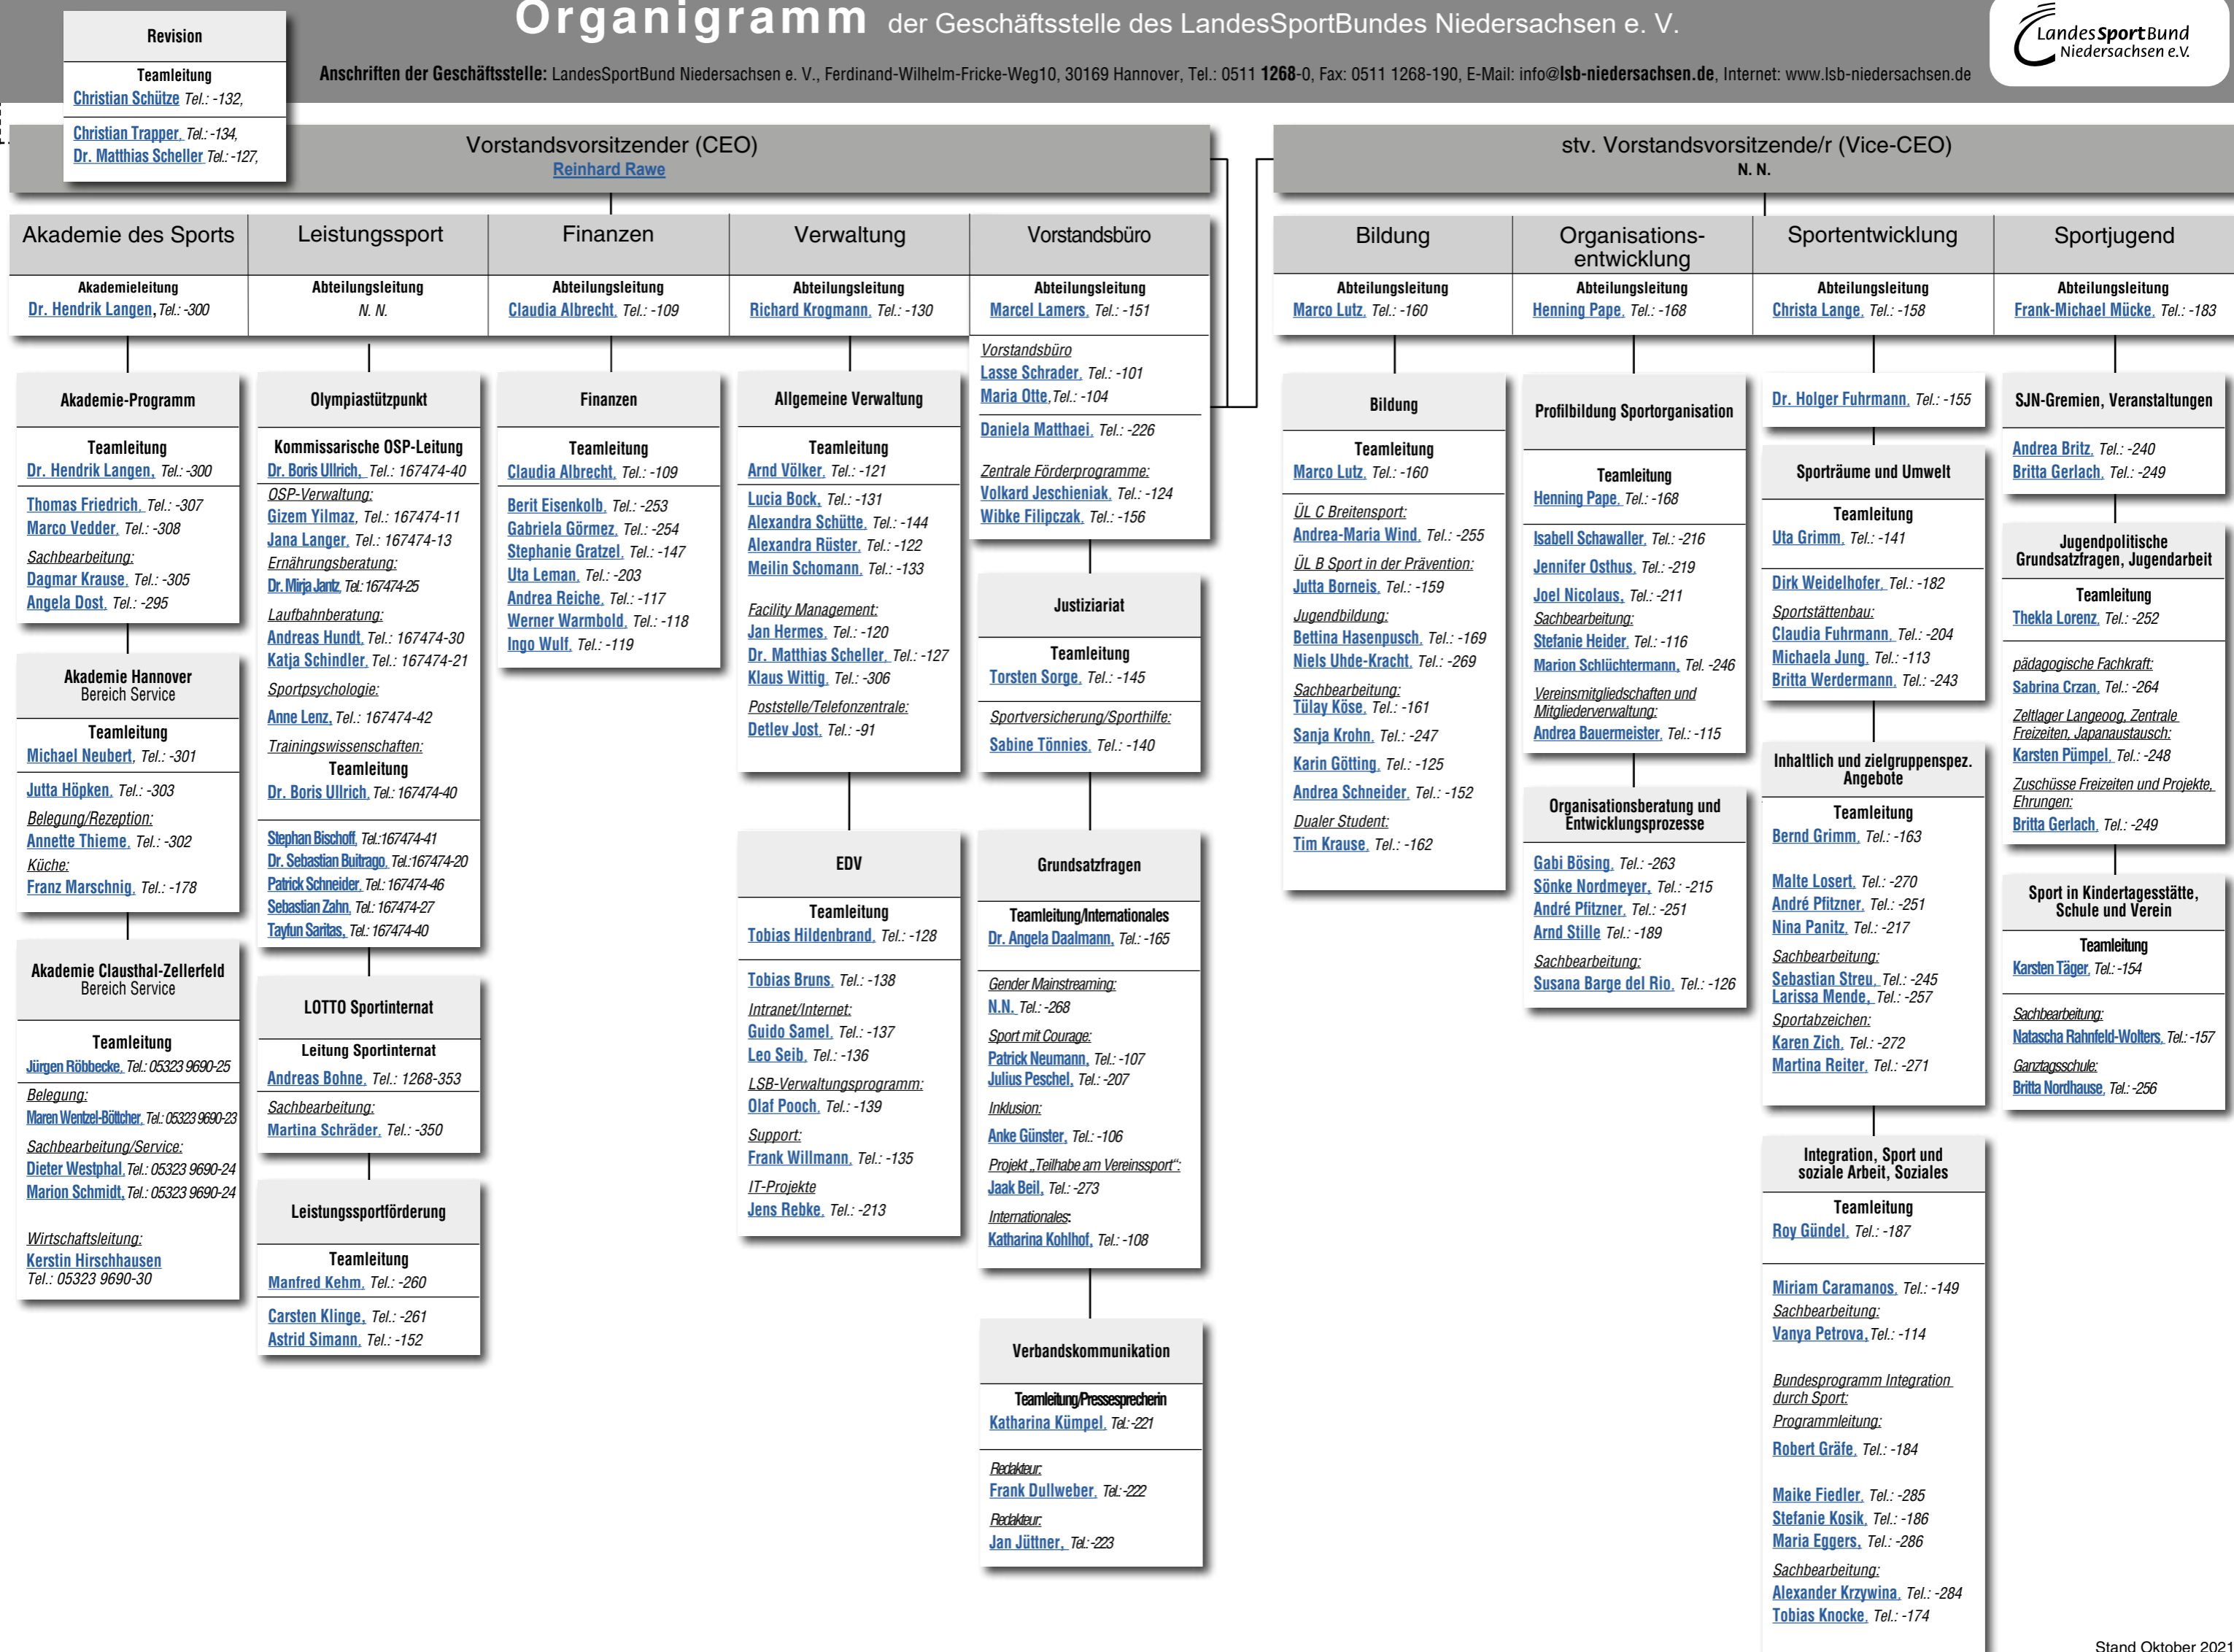 Organigramm der Geschäftsstelle des LandesSportBundes Niedersachsen e. V.
LandesSportBund
Niedersachsen e.V.
Anschriften der Geschäftsstelle: LandesSportBund Niedersachsen e. V., Ferdinand-Wilhelm-Fricke-Weg10, 30169 Hannover, Tel.: 0511 1268-0, Fax: 0511 1268-190, E-Mail: info@lsb-niedersachsen.de, Internet: www.lsb-niedersachsen.de
Revision
Teamleitung
Christian Schütze Tel.: -132,
Christian Trapper, Tel.: -134,
Dr. Matthias Scheller Tel.: -127,
Vorstandsvorsitzender (CEO)
Reinhard Rawe
stv. Vorstandsvorsitzende/r (Vice-CEO)
N. N.
Akademie des Sports
Akademieleitung
Dr. Hendrik Langen, Tel.: -300
Akademie-Programm
Teamleitung
Dr. Hendrik Langen, Tel.: -300
Thomas Friedrich, Tel.: -307
Marco Vedder, Tel.: -308
Sachbearbeitung:
Dagmar Krause, Tel.: -305
Angela Dost, Tel.: -295
Akademie Hannover
Bereich Service
Teamleitung
Michael Neubert, Tel.: -301
Jutta Höpken, Tel.: -303
Belegung/Rezeption:
Annette Thieme, Tel.: -302
Küche:
Franz Marschnig, Tel.: -178
Akademie Clausthal-Zellerfeld
Bereich Service
Teamleitung
Jürgen Röbbecke, Tel.: 05323 9690-25
Belegung:
Maren Wentzel-Böttcher, Tel.: 05323 9690-23
Sachbearbeitung/Service:
Dieter Westphal, Tel.: 05323 9690-24
Marion Schmidt, Tel.: 05323 9690-24
Wirtschaftsleitung:
Kerstin Hirschhausen
Tel.: 05323 9690-30
Leistungssport
Abteilungsleitung
N. N.
Olympiastützpunkt
Kommissarische OSP-Leitung
Dr. Boris Ullrich, Tel.: 167474-40
OSP-Verwaltung:
Gizem Yilmaz, Tel.: 167474-11
Jana Langer, Tel.: 167474-13
Ernährungsberatung:
Dr. Mirja Jantz, Tel.: 167474-25
Laufbahnberatung:
Andreas Hundt, Tel.: 167474-30
Katja Schindler, Tel.: 167474-21
Sportpsychologie:
Anne Lenz, Tel.: 167474-42
Trainingswissenschaften:
Teamleitung
Dr. Boris Ullrich, Tel.: 167474-40
Stephan Bischoff, Tel.:167474-41
Dr. Sebastian Buitrago, Tel.:167474-20
Patrick Schneider, Tel.: 167474-46
Sebastian Zahn, Tel.: 167474-27
Tayfun Saritas, Tel.: 167474-40
LOTTO Sportinternat
Leitung Sportinternat
Andreas Bohne, Tel.: 1268-353
Sachbearbeitung:
Martina Schräder, Tel.: -350
Leistungssportförderung
Teamleitung
Manfred Kehm, Tel.: -260
Carsten Klinge, Tel.: -261
Astrid Simann, Tel.: -152
Finanzen
Abteilungsleitung
Claudia Albrecht, Tel.: -109
Finanzen
Teamleitung
Claudia Albrecht, Tel.: -109
Berit Eisenkolb, Tel.: -253
Gabriela Görmez, Tel.: -254
Stephanie Gratzel, Tel.: -147
Uta Leman, Tel.: -203
Andrea Reiche, Tel.: -117
Werner Warmbold, Tel.: -118
Ingo Wulf, Tel.: -119
Verwaltung
Abteilungsleitung
Richard Krogmann, Tel.: -130
Allgemeine Verwaltung
Teamleitung
Arnd Völker, Tel.: -121
Lucia Bock, Tel.: -131
Alexandra Schütte, Tel.: -144
Alexandra Rüster, Tel.: -122
Meilin Schomann, Tel.: -133
Facility Management:
Jan Hermes, Tel.: -120
Dr. Matthias Scheller, Tel.: -127
Klaus Wittig, Tel.: -306
Poststelle/Telefonzentrale:
Detlev Jost, Tel.: -91
EDV
Teamleitung
Tobias Hildenbrand, Tel.: -128
Tobias Bruns, Tel.: -138
Intranet/Internet:
Guido Samel, Tel.: -137
Leo Seib, Tel.: -136
LSB-Verwaltungsprogramm:
Olaf Pooch, Tel.: -139
Support:
Frank Willmann, Tel.: -135
IT-Projekte
Jens Rebke, Tel.: -213
Vorstandsbüro
Abteilungsleitung
Marcel Lamers, Tel.: -151
Vorstandsbüro
Lasse Schrader, Tel.: -101
Maria Otte, Tel.: -104
Daniela Matthaei, Tel.: -226
Zentrale Förderprogramme:
Volkard Jeschieniak, Tel.: -124
Wibke Filipczak, Tel.: -156
Justiziariat
Teamleitung
Torsten Sorge, Tel.: -145
Sportversicherung/Sporthilfe:
Sabine Tönnies, Tel.: -140
Grundsatzfragen
Teamleitung/Internationales
Dr. Angela Daalmann, Tel.: -165
Gender Mainstreaming:
N.N. Tel.: -268
Sport mit Courage:
Patrick Neumann, Tel.: -107
Julius Peschel, Tel.: -207
Inklusion:
Anke Günster, Tel.: -106
Projekt „Teilhabe am Vereinssport“:
Jaak Beil, Tel.: -273
Internationales:
Katharina Kohlhof, Tel.: -108
Verbandskommunikation
Teamleitung/Pressesprecherin
Katharina Kümpel, Tel.: -221
Redakteur:
Frank Dullweber, Tel.: -222
Redakteur:
Jan Jüttner, Tel.: -223
Bildung
Abteilungsleitung
Marco Lutz, Tel.: -160
Bildung
Teamleitung
Marco Lutz, Tel.: -160
ÜL C Breitensport:
Andrea-Maria Wind, Tel.: -255
ÜL B Sport in der Prävention:
Jutta Borneis, Tel.: -159
Jugendbildung:
Bettina Hasenpusch, Tel.: -169
Niels Uhde-Kracht, Tel.: -269
Sachbearbeitung:
Tülay Köse, Tel.: -161
Sanja Krohn, Tel.: -247
Karin Götting, Tel.: -125
Andrea Schneider, Tel.: -152
Dualer Student:
Tim Krause, Tel.: -162
Organisations-
entwicklung
Abteilungsleitung
Henning Pape, Tel.: -168
Profilbildung Sportorganisation
Teamleitung
Henning Pape, Tel.: -168
Isabell Schawaller, Tel.: -216
Jennifer Osthus, Tel.: -219
Joel Nicolaus, Tel.: -211
Sachbearbeitung:
Stefanie Heider, Tel.: -116
Marion Schlüchtermann, Tel. -246
Vereinsmitgliedschaften und
Mitgliederverwaltung:
Andrea Bauermeister, Tel.: -115
Organisationsberatung und
Entwicklungsprozesse
Gabi Bösing, Tel.: -263
Sönke Nordmeyer, Tel.: -215
André Pfitzner, Tel.: -251
Arnd Stille Tel.: -189
Sachbearbeitung:
Susana Barge del Rio, Tel.: -126
Sportentwicklung
Abteilungsleitung
Christa Lange, Tel.: -158
Dr. Holger Fuhrmann, Tel.: -155
Sporträume und Umwelt
Teamleitung
Uta Grimm, Tel.: -141
Dirk Weidelhofer, Tel.: -182
Sportstättenbau:
Claudia Fuhrmann, Tel.: -204
Michaela Jung, Tel.: -113
Britta Werdermann, Tel.: -243
Inhaltlich und zielgruppenspez.
Angebote
Teamleitung
Bernd Grimm, Tel.: -163
Malte Losert, Tel.: -270
André Pfitzner, Tel.: -251
Nina Panitz, Tel.: -217
Sachbearbeitung:
Sebastian Streu, Tel.: -245
Larissa Mende, Tel.: -257
Sportabzeichen:
Karen Zich, Tel.: -272
Martina Reiter, Tel.: -271
Integration, Sport und
soziale Arbeit, Soziales
Teamleitung
Roy Gündel, Tel.: -187
Miriam Caramanos, Tel.: -149
Sachbearbeitung:
Vanya Petrova, Tel.: -114
Bundesprogramm Integration
durch Sport:
Programmleitung:
Robert Gräfe, Tel.: -184
Maike Fiedler, Tel.: -285
Stefanie Kosik, Tel.: -186
Maria Eggers, Tel.: -286
Sachbearbeitung:
Alexander Krzywina, Tel.: -284
Tobias Knocke, Tel.: -174
Sportjugend
Abteilungsleitung
Frank-Michael Mücke, Tel.: -183
SJN-Gremien, Veranstaltungen
Andrea Britz, Tel.: -240
Britta Gerlach, Tel.: -249
Jugendpolitische
Grundsatzfragen, Jugendarbeit
Teamleitung
Thekla Lorenz, Tel.: -252
pädagogische Fachkraft:
Sabrina Crzan, Tel.: -264
Zeltlager Langeoog, Zentrale
Freizeiten, Japanaustausch:
Karsten Pümpel, Tel.: -248
Zuschüsse Freizeiten und Projekte,
Ehrungen:
Britta Gerlach, Tel.: -249
Sport in Kindertagesstätte,
Schule und Verein
Teamleitung
Karsten Täger, Tel.: -154
Sachbearbeitung:
Natascha Rahnfeld-Wolters, Tel.: -157
Ganztagsschule:
Britta Nordhause, Tel.: -256
Stand Oktober 2021